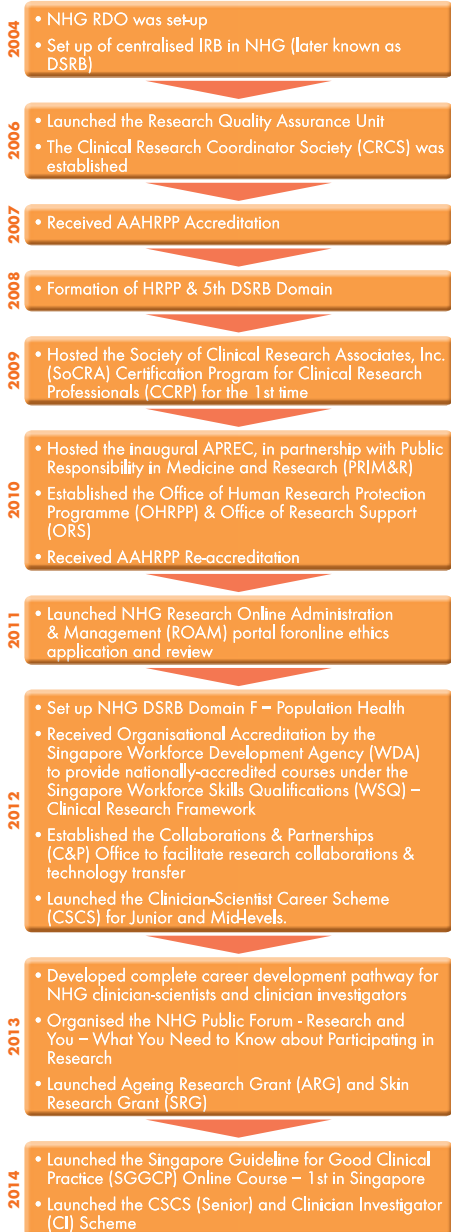 2004
• NHG RDO was set-up
• Set up of centralised IRB in NHG (later known as
DSRB)
2006
• Launched the Research Quality Assurance Unit
• The Clinical Research Coordinator Society (CRCS) was
established
2007
• Received AAHRPP Accreditation
2008
• Formation of HRPP & 5th DSRB Domain
2009
• Hosted the Society of Clinical Research Associates, Inc.
(SoCRA) Certification Program for Clinical Research
Professionals (CCRP) for the 1st time
2010
• Hosted the inaugural APREC, in partnership with Public
Responsibility in Medicine and Research (PRIM&R)
• Established the Office of Human Research Protection
Programme (OHRPP) & Office of Research Support
(ORS)
• Received AAHRPP Re-accreditation
2011
• Launched NHG Research Online Administration
& Management (ROAM) portal foronline ethics
application and review
2012
• Set up NHG DSRB Domain F – Population Health
• Received Organisational Accreditation by the
Singapore Workforce Development Agency (WDA)
to provide nationally-accredited courses under the
Singapore Workforce Skills Qualifications (WSQ) –
Clinical Research Framework
• Established the Collaborations & Partnerships
(C&P) Office to facilitate research collaborations &
technology transfer
• Launched the Clinician-Scientist Career Scheme
(CSCS) for Junior and Mid-levels.
2013
• Developed complete career development pathway for
NHG clinician-scientists and clinician investigators
• Organised the NHG Public Forum - Research and
You – What You Need to Know about Participating in
Research
• Launched Ageing Research Grant (ARG) and Skin
Research Grant (SRG)
2014
• Launched the Singapore Guideline for Good Clinical
Practice (SGGCP) Online Course – 1st in Singapore
• Launched the CSCS (Senior) and Clinician Investigator
(CI) Scheme